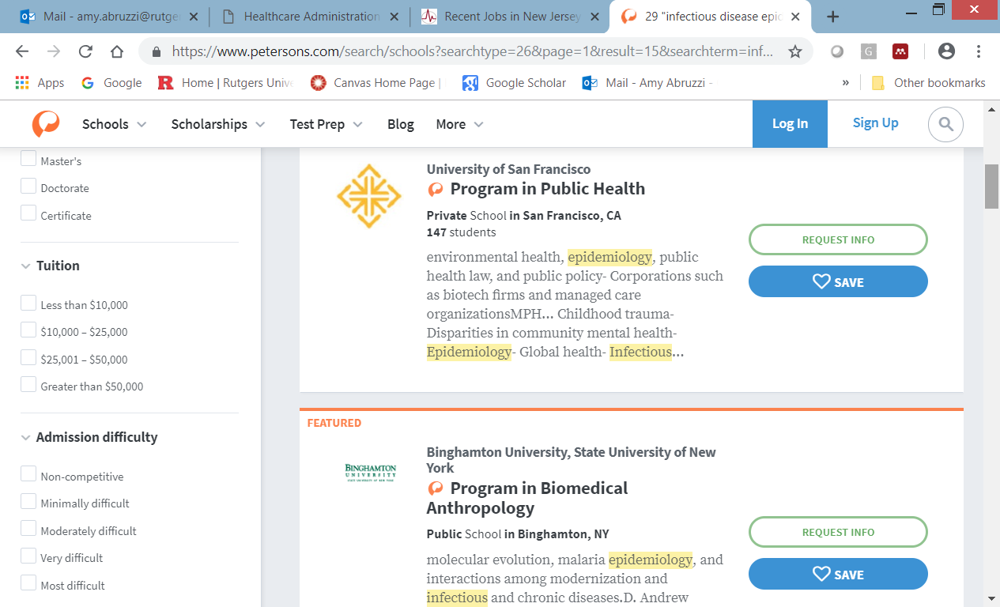 Mail - amy.abruzzi@rutge
Healthcare Administration
Recent Jobs in New Jersey
29 "infectious disease epid
https://www.petersons.com/search/schools?searchtype=26&page=1&result=15&searchterm=inf...
Apps
Google
Home | Rutgers Unive
Canvas Home Page |
Google Scholar
Mail - Amy Abruzzi -
»
Other bookmarks
Schools
Scholarships
Test Prep
Blog
More
Log In
Sign Up
Master's
Doctorate
Certificate
Tuition
Less than $10,000
$10,000 – $25,000
$25,001 – $50,000
Greater than $50,000
Admission difficulty
Non-competitive
Minimally difficult
Moderately difficult
Very difficult
Most difficult
University of San Francisco
Program in Public Health
Private School in San Francisco, CA
147 students
environmental health, epidemiology, public
health law, and public policy- Corporations such
as biotech firms and managed care
organizationsMPH... Childhood trauma-
Disparities in community mental health-
Epidemiology- Global health- Infectious...
REQUEST INFO
SAVE
FEATURED
BINGHAMTON
UNIVERSITY
STATE UNIVERSITY OF NEW YORK
Binghamton University, State University of New
York
Program in Biomedical
Anthropology
Public School in Binghamton, NY
molecular evolution, malaria epidemiology, and
interactions among modernization and
infectious and chronic diseases.D. Andrew
REQUEST INFO
SAVE